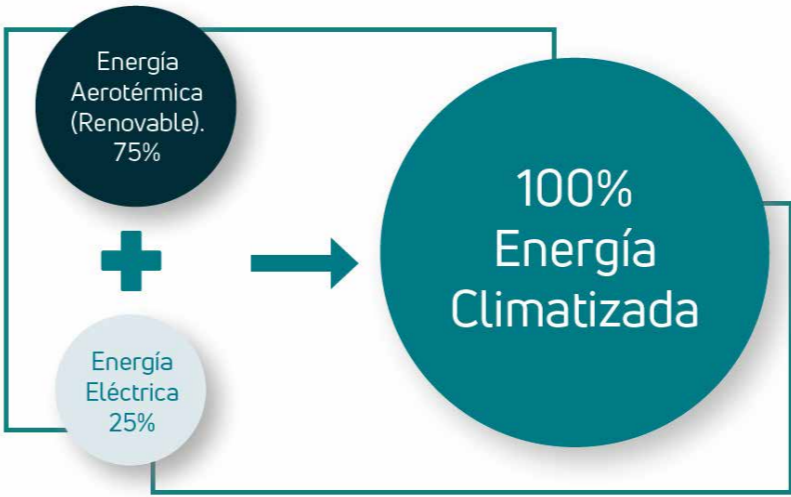 Energía
Aerotérmica
(Renovable).
75%
Energía
Eléctrica
25%
100%
Energía
Climatizada